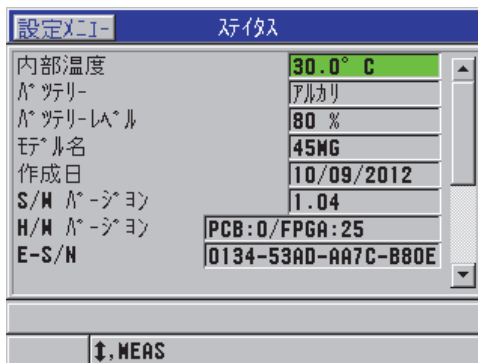 設定ﾒﾆｭｰ ｽﾃｲﾀｽ
内部温度 30.0° C
ﾊﾞｯﾃﾘｰ ｱﾙｶﾘ
ﾊﾞｯﾃﾘｰﾚﾍﾞﾙ 80 %
ﾓﾃﾞﾙ名 45MG
作成日 10/09/2012
S/W ﾊﾞｰｼﾞｮﾝ 1.04
H/W ﾊﾞｰｼﾞｮﾝ PCB:0/FPGA:25
E-S/N 0134-53AD-AA7C-B80E
↕,MEAS